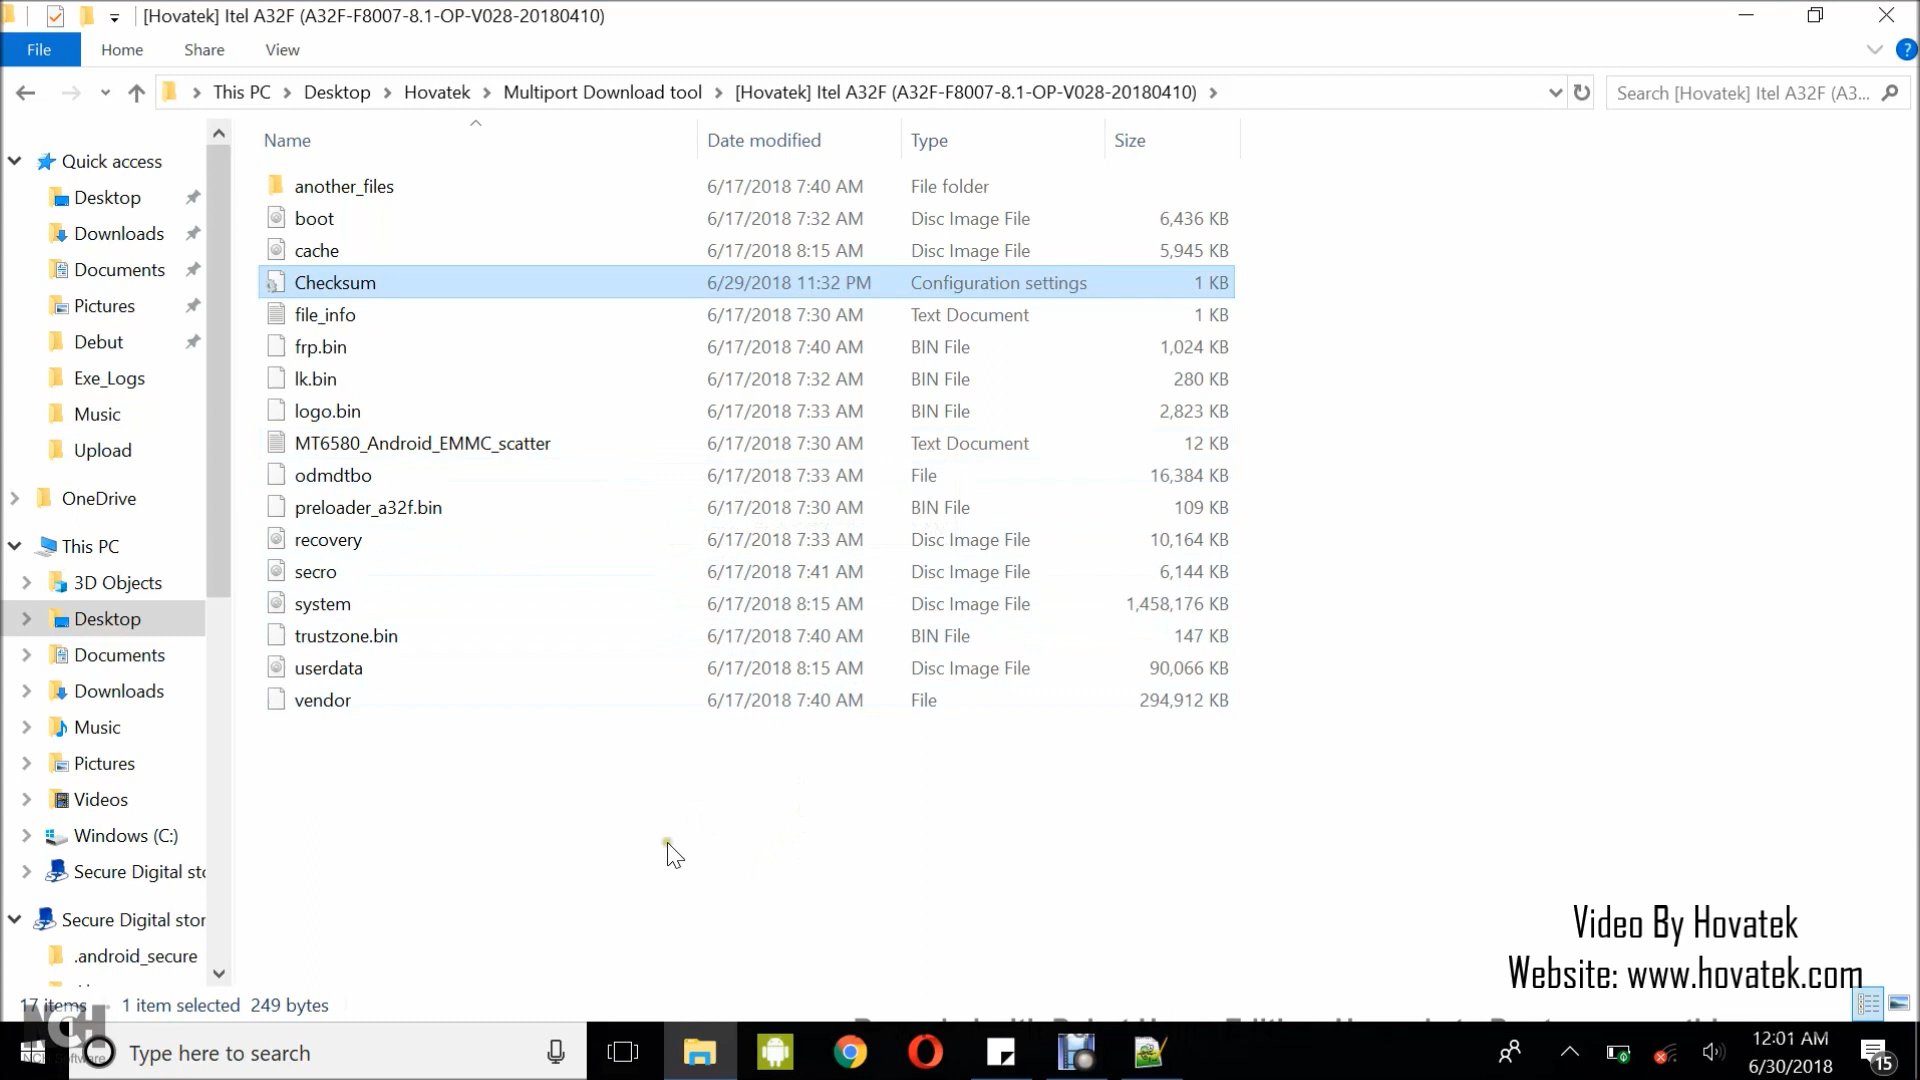 [Hovatek] Itel A32F (A32F-F8007-8.1-OP-V028-20180410)
File Home Share View
This PC Desktop Hovatek Multiport Download tool [Hovatek] Itel A32F (A32F-F8007-8.1-OP-V028-20180410)
Search [Hovatek] Itel A32F (A3...
Quick access
Desktop
Downloads
Documents
Pictures
Debut
Exe_Logs
Music
Upload
OneDrive
This PC
3D Objects
Desktop
Documents
Downloads
Music
Pictures
Videos
Windows (C:)
Secure Digital sto
Secure Digital stor
.android_secure
Name Date modified Type Size
another_files 6/17/2018 7:40 AM File folder
boot 6/17/2018 7:32 AM Disc Image File 6,436 KB
cache 6/17/2018 8:15 AM Disc Image File 5,945 KB
Checksum 6/29/2018 11:32 PM Configuration settings 1 KB
file_info 6/17/2018 7:30 AM Text Document 1 KB
frp.bin 6/17/2018 7:40 AM BIN File 1,024 KB
lk.bin 6/17/2018 7:32 AM BIN File 280 KB
logo.bin 6/17/2018 7:33 AM BIN File 2,823 KB
MT6580_Android_EMMC_scatter 6/17/2018 7:30 AM Text Document 12 KB
odmdtbo 6/17/2018 7:33 AM File 16,384 KB
preloader_a32f.bin 6/17/2018 7:30 AM BIN File 109 KB
recovery 6/17/2018 7:33 AM Disc Image File 10,164 KB
secro 6/17/2018 7:41 AM Disc Image File 6,144 KB
system 6/17/2018 8:15 AM Disc Image File 1,458,176 KB
trustzone.bin 6/17/2018 7:40 AM BIN File 147 KB
userdata 6/17/2018 8:15 AM Disc Image File 90,066 KB
vendor 6/17/2018 7:40 AM File 294,912 KB
Video By Hovatek
Website: www.hovatek.com
17 items 1 item selected 249 bytes
NCH
NCH Software
Type here to search
12:01 AM
6/30/2018
15